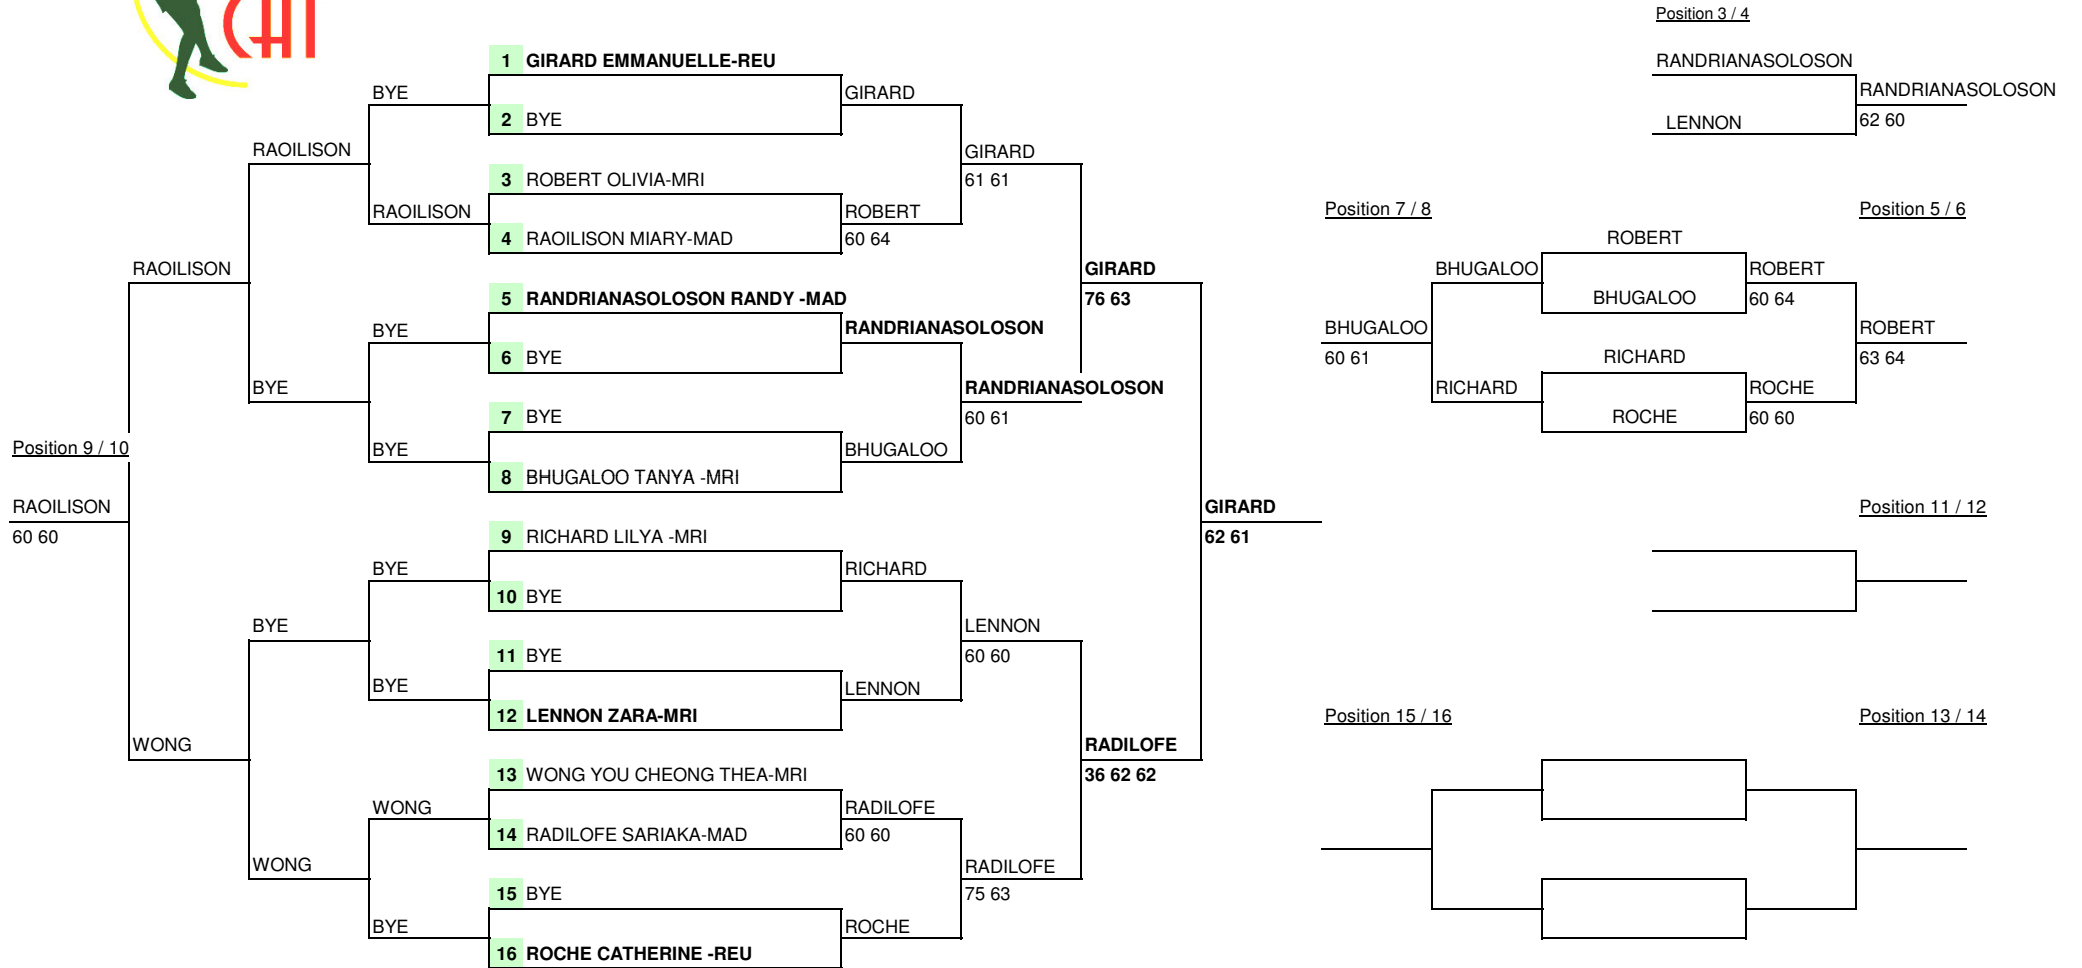 CHI
Position 3 / 4
1 GIRARD EMMANUELLE-REU
RANDRIANASOLOSON
BYE
GIRARD
RANDRIANASOLOSON
2 BYE
LENNON
62 60
RAOILISON
GIRARD
3 ROBERT OLIVIA-MRI
61 61
RAOILISON
ROBERT
Position 7 / 8
Position 5 / 6
4 RAOILISON MIARY-MAD
60 64
ROBERT
RAOILISON
GIRARD
BHUGALOO
ROBERT
5 RANDRIANASOLOSON RANDY -MAD
76 63
BHUGALOO
60 64
BYE
RANDRIANASOLOSON
BHUGALOO
ROBERT
6 BYE
60 61
RICHARD
63 64
BYE
RANDRIANASOLOSON
RICHARD
ROCHE
7 BYE
60 61
ROCHE
60 60
Position 9 / 10
BYE
BHUGALOO
8 BHUGALOO TANYA -MRI
RAOILISON
GIRARD
Position 11 / 12
60 60
9 RICHARD LILYA -MRI
62 61
BYE
RICHARD
10 BYE
BYE
LENNON
11 BYE
60 60
BYE
LENNON
12 LENNON ZARA-MRI
Position 15 / 16
Position 13 / 14
WONG
RADILOFE
13 WONG YOU CHEONG THEA-MRI
36 62 62
WONG
RADILOFE
14 RADILOFE SARIAKA-MAD
60 60
WONG
RADILOFE
15 BYE
75 63
BYE
ROCHE
16 ROCHE CATHERINE -REU